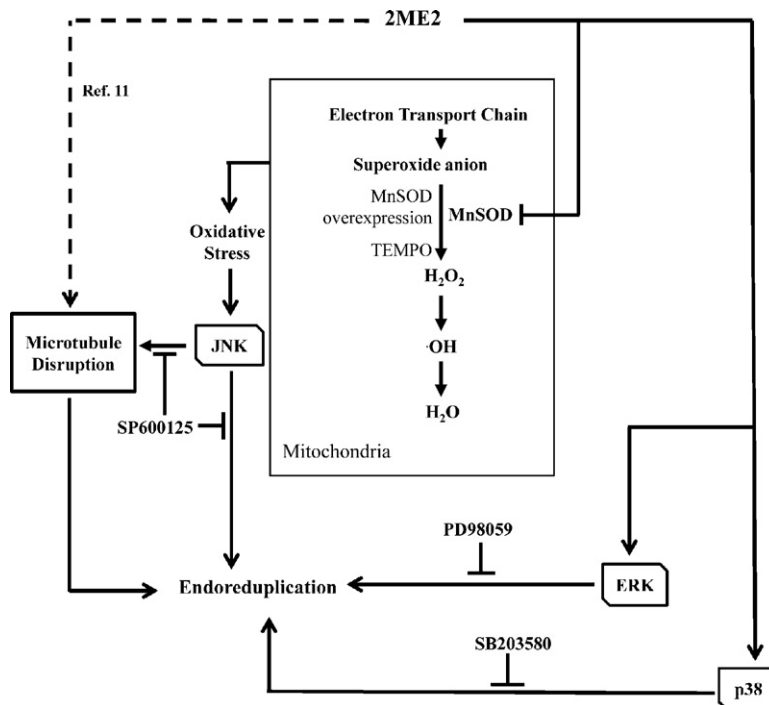 2ME2
Ref. 11
Electron Transport Chain
Superoxide anion
MnSOD
overexpression
MnSOD
TEMPO
H₂O₂
·OH
H₂O
Mitochondria
Oxidative
Stress
Microtubule
Disruption
JNK
SP600125
PD98059
Endoreduplication
ERK
SB203580
p38